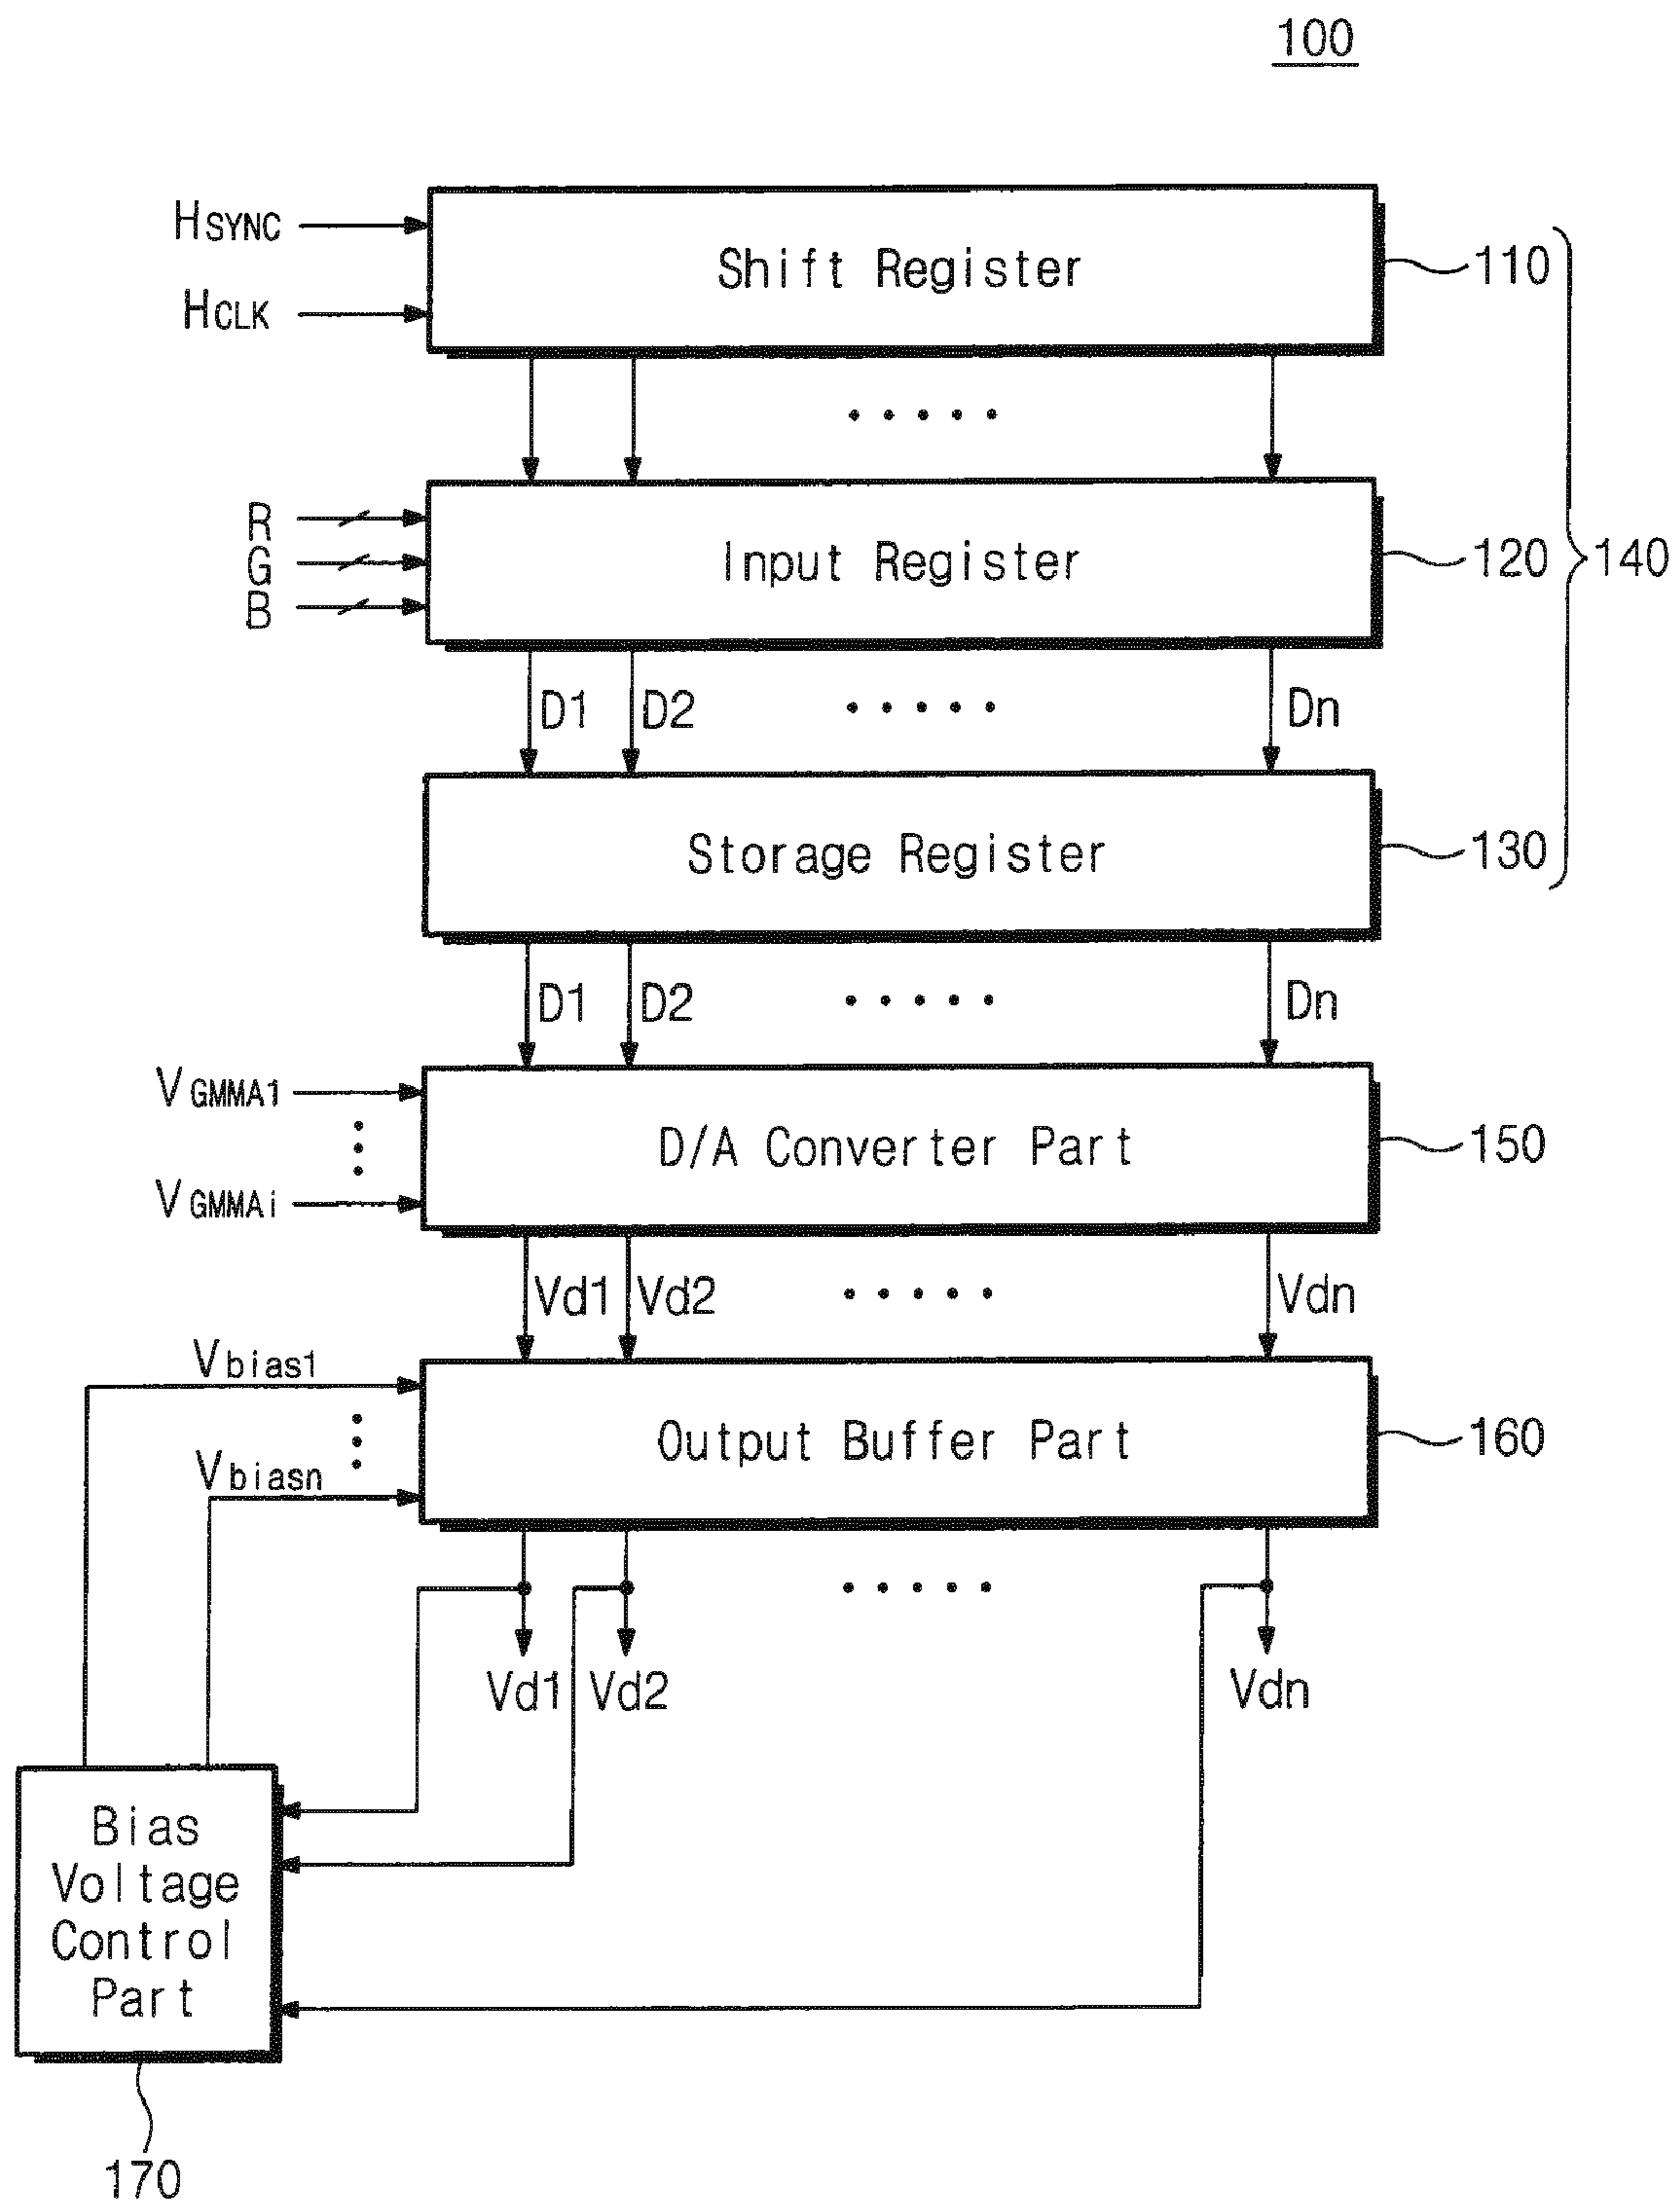 100
HSYNC
HCLK
Shift Register
110
R
G
B
Input Register
120
140
D1
D2
Dn
Storage Register
130
D1
D2
Dn
VGMMA1
VGMMAi
D/A Converter Part
150
Vd1
Vd2
Vdn
Vbias1
Vbiasn
Output Buffer Part
160
Vd1
Vd2
Vdn
Bias
Voltage
Control
Part
170